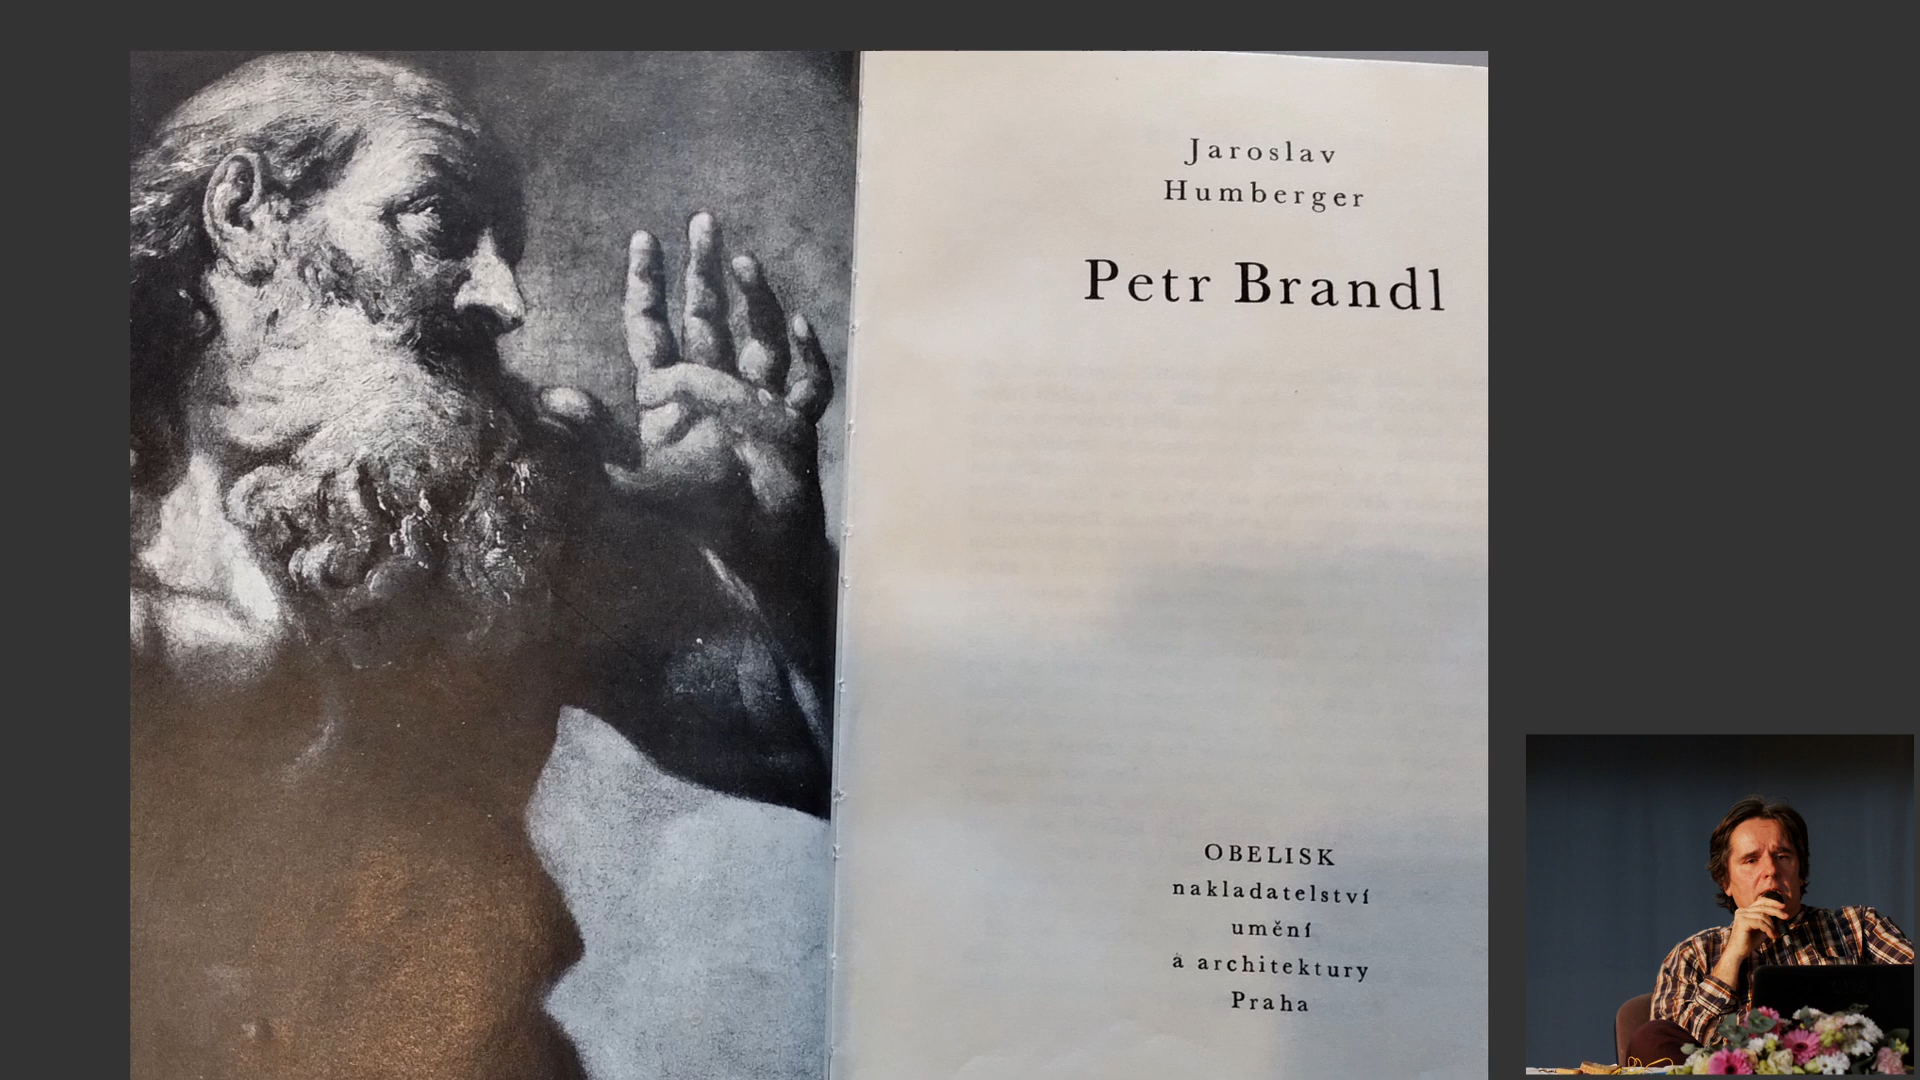 Jaroslav
Humberger
Petr Brandl
OBELISK
nakladatelství
umění
a architektury
Praha